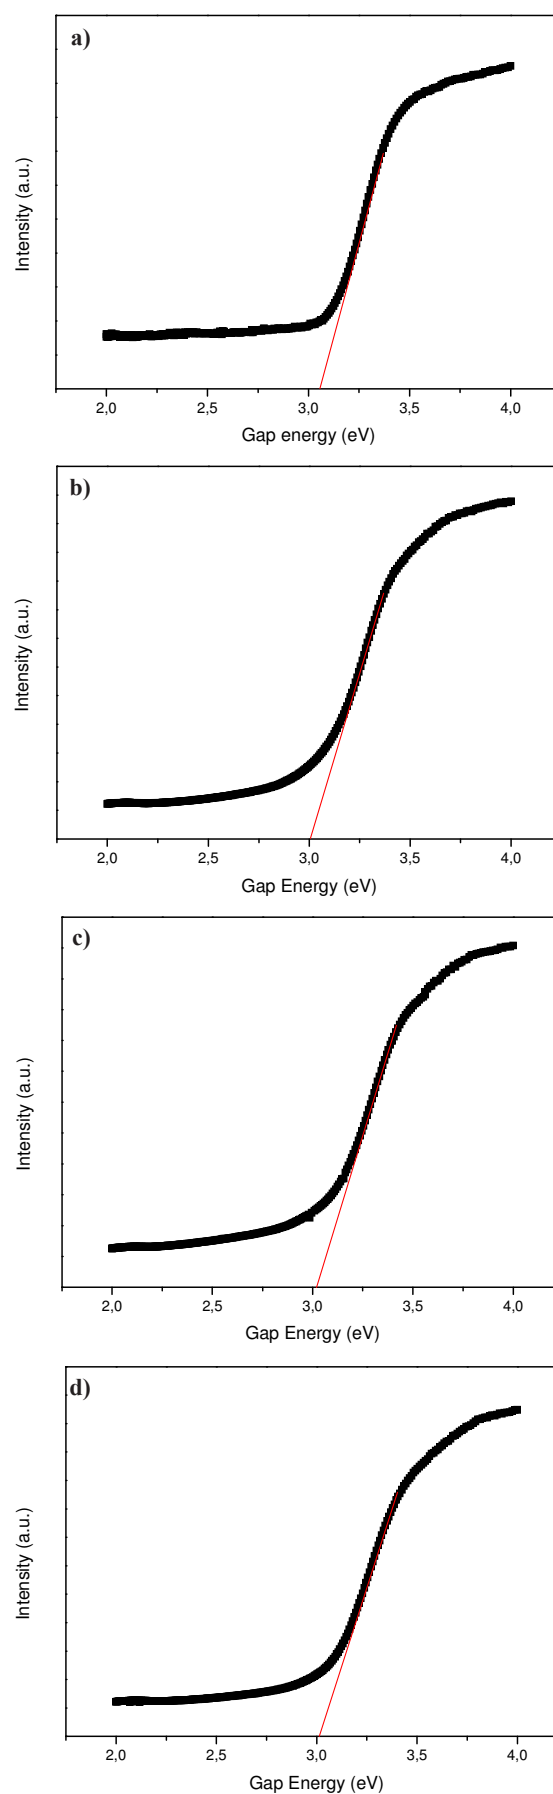 a)
Intensity (a.u.)
2,0 2,5 3,0 3,5 4,0
Gap energy (eV)
b)
Intensity (a.u.)
2,0 2,5 3,0 3,5 4,0
Gap Energy (eV)
c)
Intensity (a.u.)
2,0 2,5 3,0 3,5 4,0
Gap Energy (eV)
d)
Intensity (a.u.)
2,0 2,5 3,0 3,5 4,0
Gap Energy (eV)